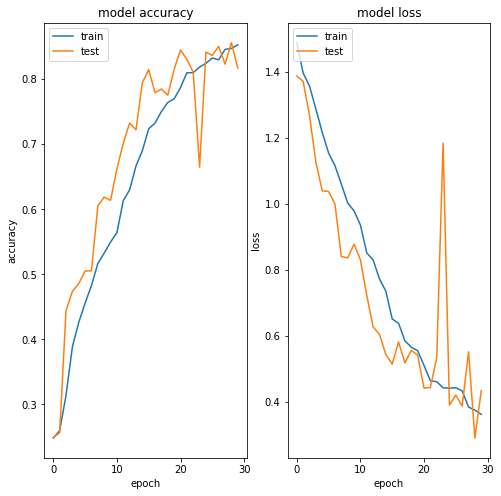 model accuracy
train
test
0.8
0.7
0.6
0.5
0.4
0.3
accuracy
0
10
20
30
epoch
model loss
train
test
1.4
1.2
1.0
0.8
0.6
0.4
loss
0
10
20
30
epoch